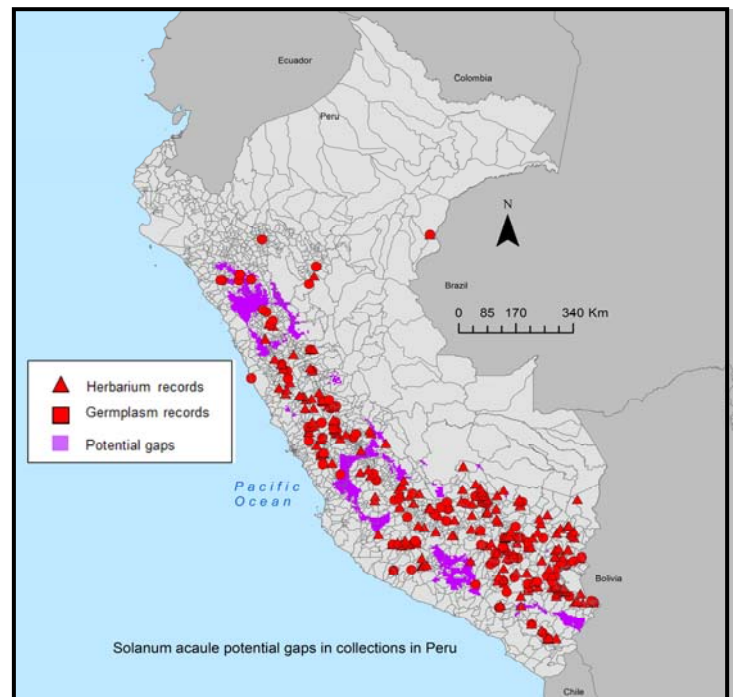 Ecuador
Colombia
Peru
N
Brazil
0 85 170 340 Km
Herbarium records
Germplasm records
Potential gaps
Pacific
Ocean
Bolivia
Solanum acaule potential gaps in collections in Peru
Chile